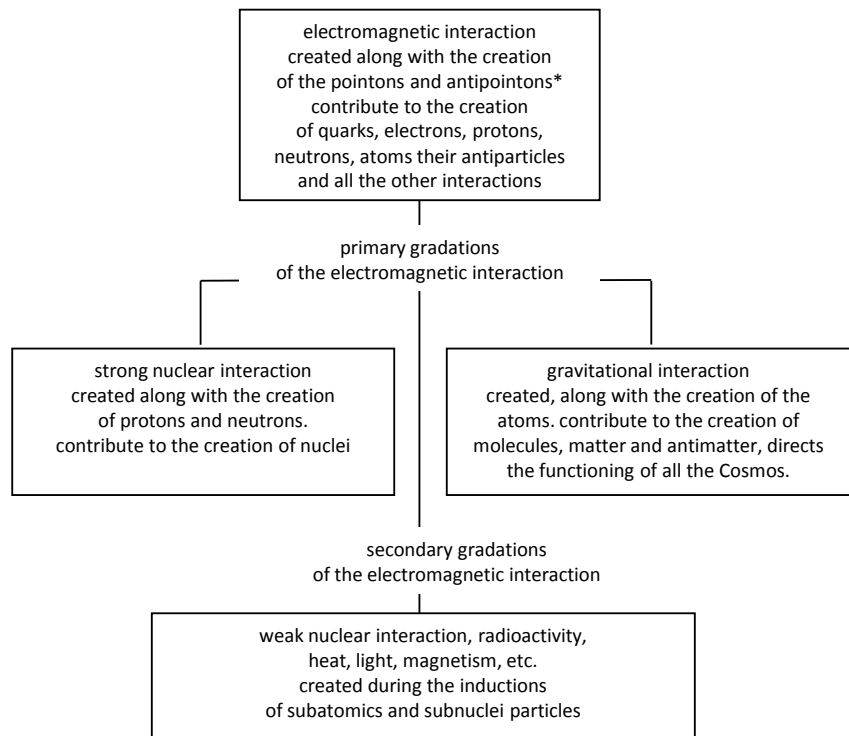 electromagnetic interaction
created along with the creation
of the pointons and antipointons*
contribute to the creation
of quarks, electrons, protons,
neutrons, atoms their antiparticles
and all the other interactions
primary gradations
of the electromagnetic interaction
strong nuclear interaction
created along with the creation
of protons and neutrons.
contribute to the creation of nuclei
gravitational interaction
created, along with the creation of the
atoms. contribute to the creation of
molecules, matter and antimatter, directs
the functioning of all the Cosmos.
secondary gradations
of the electromagnetic interaction
weak nuclear interaction, radioactivity,
heat, light, magnetism, etc.
created during the inductions
of subatomics and subnuclei particles